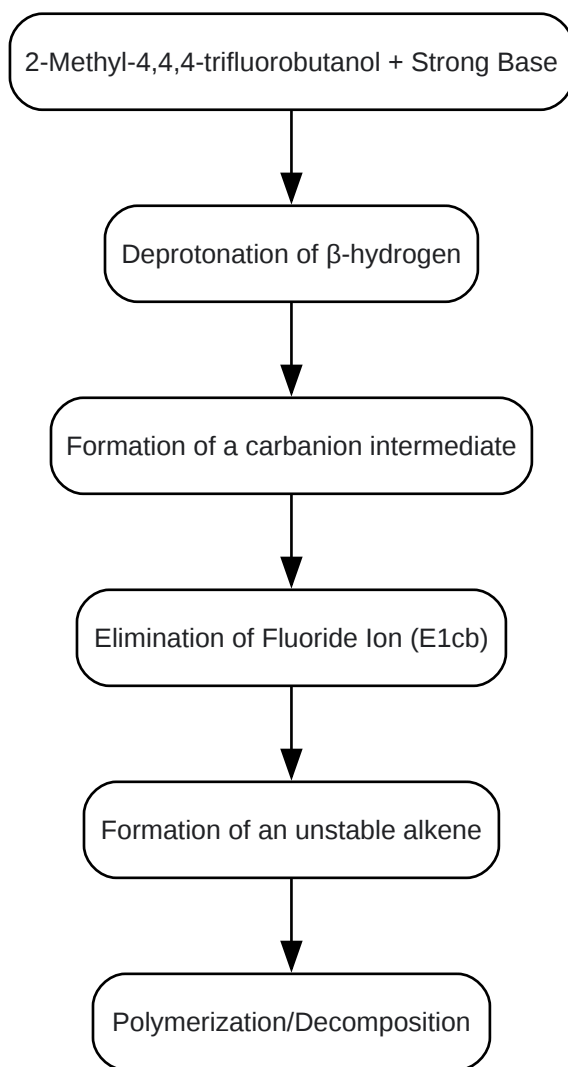 2-Methyl-4,4,4-trifluorobutanol + Strong Base
Deprotonation of β-hydrogen
Formation of a carbanion intermediate
Elimination of Fluoride Ion (E1cb)
Formation of an unstable alkene
Polymerization/Decomposition